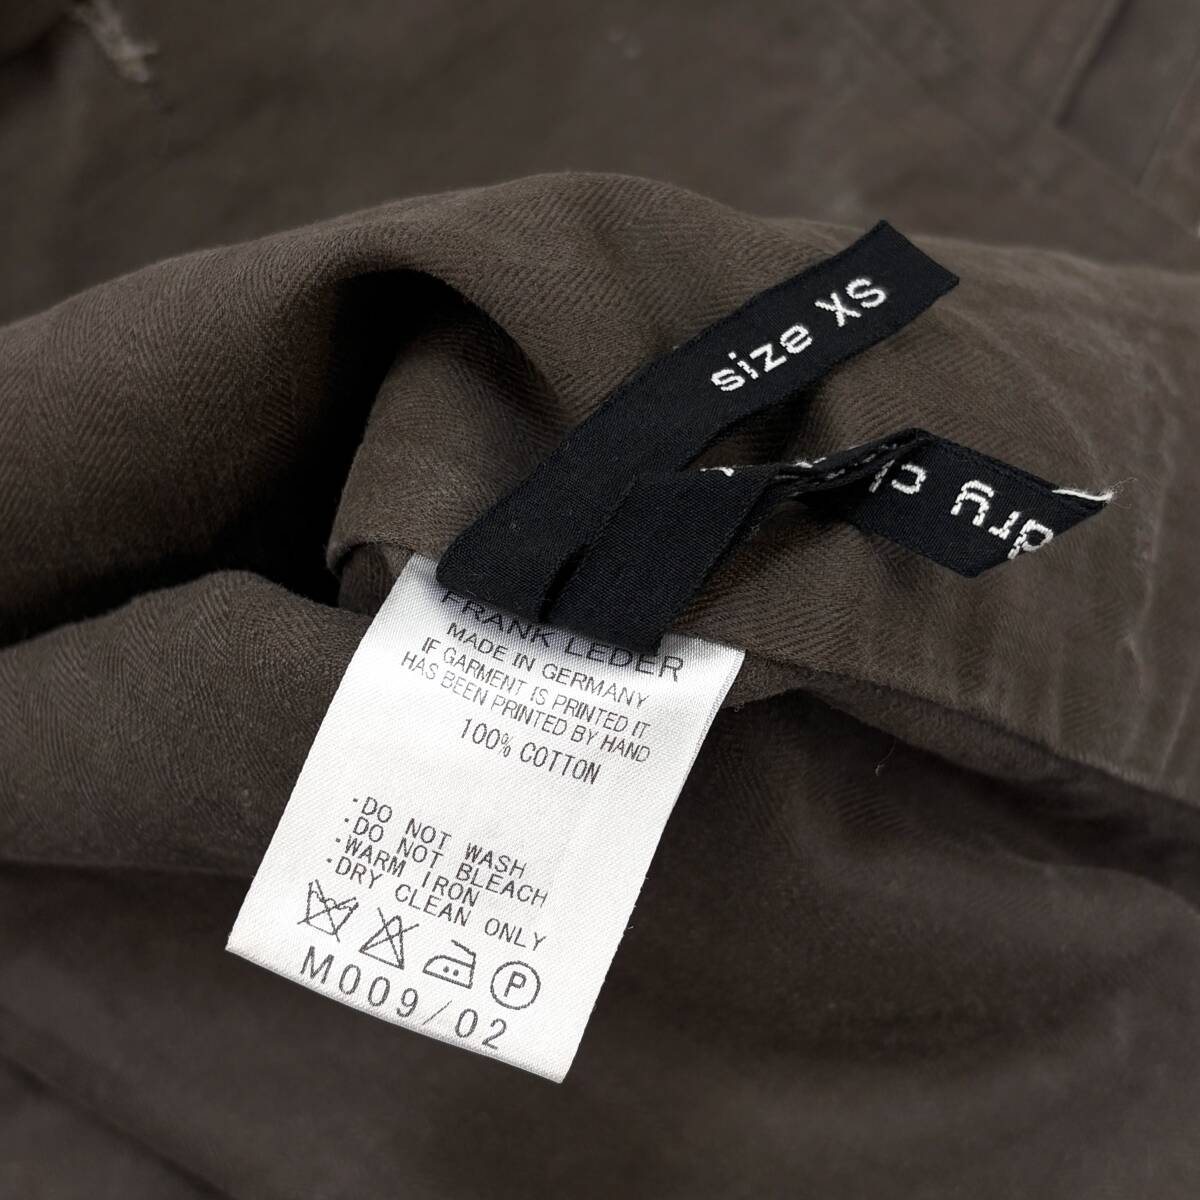 size XS
dry
FRANK LEDER
MADE IN GERMANY
IF GARMENT IS PRINTED IT
HAS BEEN PRINTED BY HAND
100% COTTON
·DO NOT WASH
·DO NOT BLEACH
·WARM IRON
·DRY CLEAN ONLY
P
M009/02